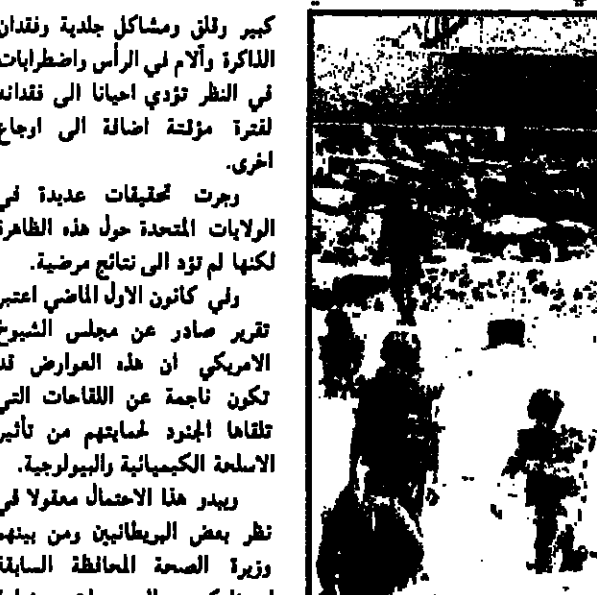 كبير وقلق ومشاكل جلدية وفقدان
الذاكرة وآلام في الرأس واضطرابات
في النظر تؤدي احيانا الى فقدانه
لفترة مؤقتة اضافة الى اوجاع
اخرى.
وجرت تحقيقات عديدة في
الولايات المتحدة حول هذه الظاهرة
لكنها لم تؤد الى نتائج مرضية.
وفي كانون الاول الماضي اعتبر
تقرير صادر عن مجلس الشيوخ
الامريكي ان هذه العوارض قد
تكون ناجمة عن اللقاحات التي
تلقاها الجنود لحمايتهم من تأثير
الاسلحة الكيميائية والبيولوجية.
ويبدو هذا الاحتمال معقولا في
نظر بعض البريطانيين ومن بينهم
وزيرة الصحة المحافظة السابقة